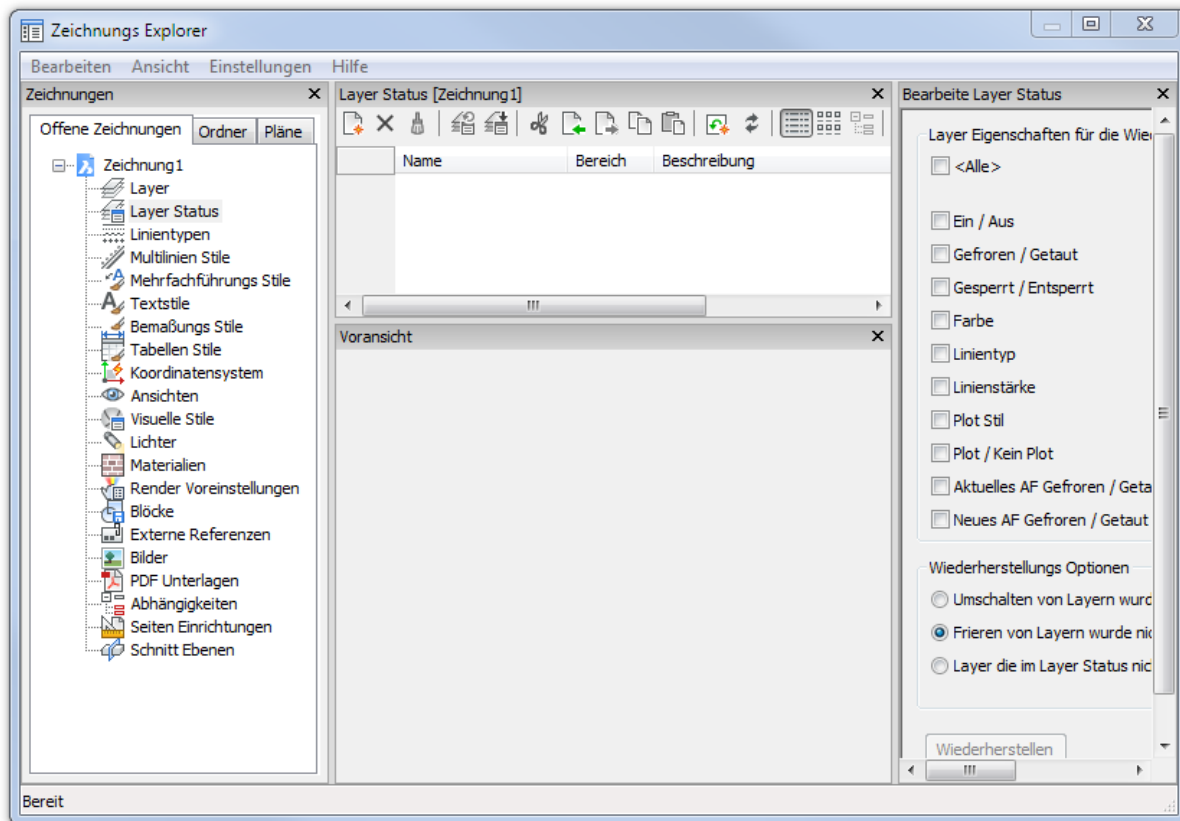 Zeichnungs Explorer
Bearbeiten Ansicht Einstellungen Hilfe
Zeichnungen
Offene Zeichnungen Ordner Pläne
Zeichnung1
Layer
Layer Status
Linientypen
Multilinien Stile
Mehrfachführungs Stile
Textstile
Bemaßungs Stile
Tabellen Stile
Koordinatensystem
Ansichten
Visuelle Stile
Lichter
Materialien
Render Voreinstellungen
Blöcke
Externe Referenzen
Bilder
PDF Unterlagen
Abhängigkeiten
Seiten Einrichtungen
Schnitt Ebenen
Layer Status [Zeichnung1]
Name Bereich Beschreibung
Voransicht
Bearbeite Layer Status
Layer Eigenschaften für die Wie
<Alle>
Ein / Aus
Gefroren / Getaut
Gesperrt / Entsperrt
Farbe
Linientyp
Linienstärke
Plot Stil
Plot / Kein Plot
Aktuelles AF Gefroren / Geta
Neues AF Gefroren / Getaut
Wiederherstellungs Optionen
Umschalten von Layern wurd
Frieren von Layern wurde nic
Layer die im Layer Status nic
Wiederherstellen
Bereit